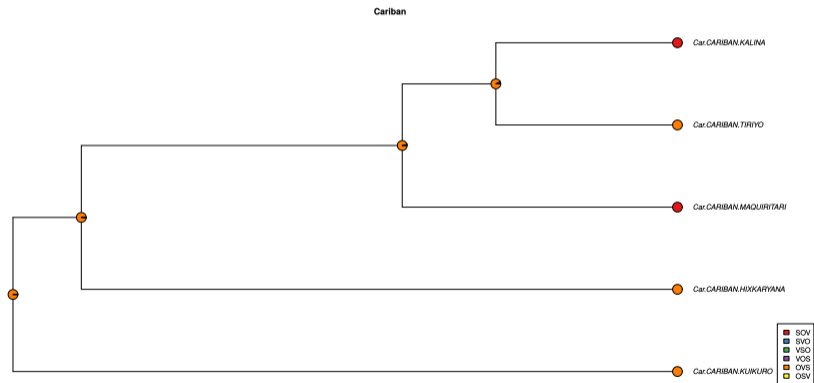 Cariban
Car.CARIBAN.KALINA
Car.CARIBAN.TIRIYO
Car.CARIBAN.MAQUIRITARI
Car.CARIBAN.HIXKARYANA
Car.CARIBAN.KUIKURO
SOV
SVO
VSO
VOS
OVS
OSV